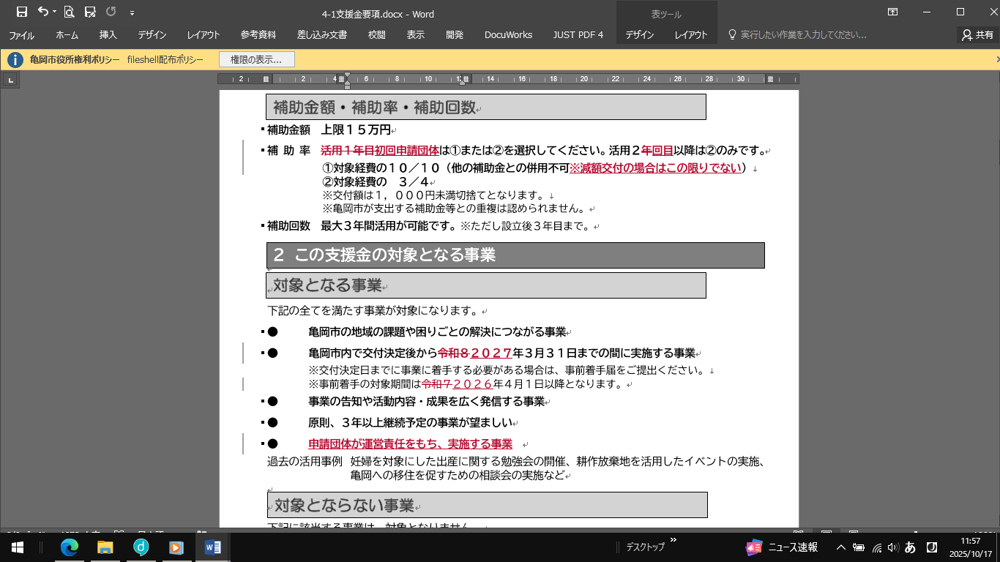 4-1支援金要項.docx - Word
表ツール
ファイル ホーム 挿入 デザイン レイアウト 参考資料 差し込み文書 校閲 表示 開発 DocuWorks JUST PDF 4 デザイン レイアウト 実行したい作業を入力してください... 共有
亀岡市役所権利ポリシー fileshell配布ポリシー 権限の表示...
2 2 4 6 8 10 12 14 16 18 20 22 24 26 28 30
補助金額・補助率・補助回数
補助金額 上限１５万円
補 助 率 活用１年目初回申請団体は①または②を選択してください。活用２年回目以降は②のみです。
①対象経費の１０／１０（他の補助金との併用不可※減額交付の場合はこの限りでない）
②対象経費の ３／４
※交付額は１，０００円未満切捨てとなります。
※亀岡市が支出する補助金等との重複は認められません。
補助回数 最大３年間活用が可能です。※ただし設立後３年目まで。
２ この支援金の対象となる事業
対象となる事業
下記の全てを満たす事業が対象になります。
● 亀岡市の地域の課題や困りごとの解決につながる事業
● 亀岡市内で交付決定後から令和８２０２７年３月３１日までの間に実施する事業
※交付決定日までに事業に着手する必要がある場合は、事前着手届をご提出ください。
※事前着手の対象期間は令和７２０２６年４月１日以降となります。
● 事業の告知や活動内容・成果を広く発信する事業
● 原則、３年以上継続予定の事業が望ましい
● 申請団体が運営責任をもち、実施する事業
過去の活用事例 妊婦を対象にした出産に関する勉強会の開催、耕作放棄地を活用したイベントの実施、
亀岡への移住を促すための相談会の実施など
対象とならない事業
下記に該当する事業は、対象となりません。
デスクトップ ニュース速報 あ 11:57
2025/10/17